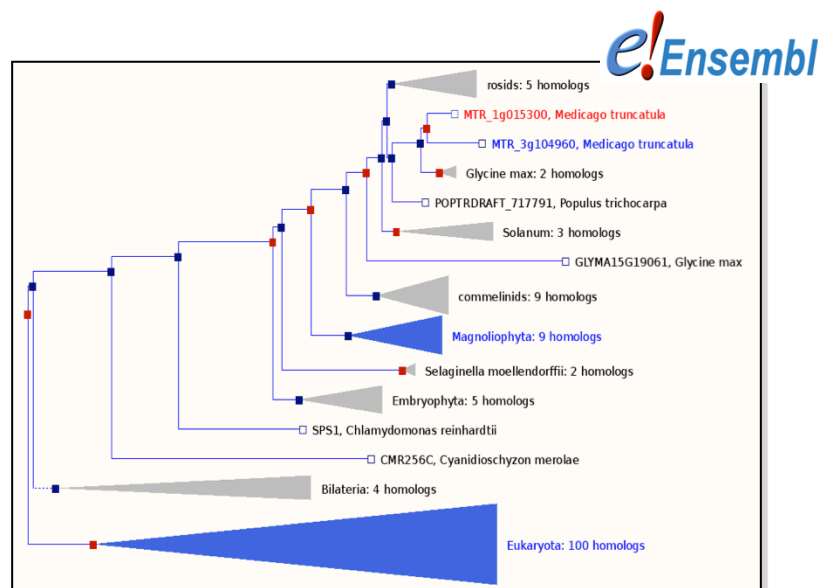 e!Ensembl
rosids: 5 homologs
MTR_1g015300, Medicago truncatula
MTR_3g104960, Medicago truncatula
Glycine max: 2 homologs
POPTRDRAFT_717791, Populus trichocarpa
Solanum: 3 homologs
GLYMA15G19061, Glycine max
commelinids: 9 homologs
Magnoliophyta: 9 homologs
Selaginella moellendorffii: 2 homologs
Embryophyta: 5 homologs
SPS1, Chlamydomonas reinhardtii
CMR256C, Cyanidioschyzon merolae
Bilateria: 4 homologs
Eukaryota: 100 homologs